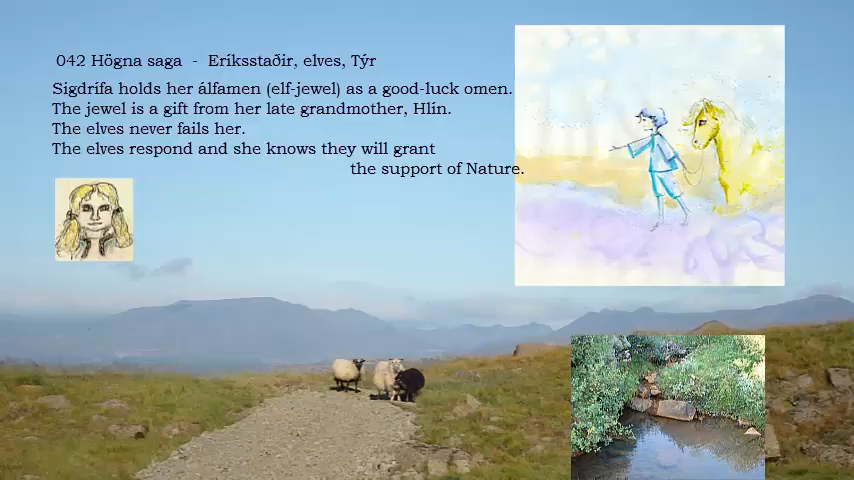 042 Högna saga - Eríksstaðir, elves, Týr
Sigdrífa holds her álfamen (elf-jewel) as a good-luck omen.
The jewel is a gift from her late grandmother, Hlín.
The elves never fails her.
The elves respond and she knows they will grant
the support of Nature.